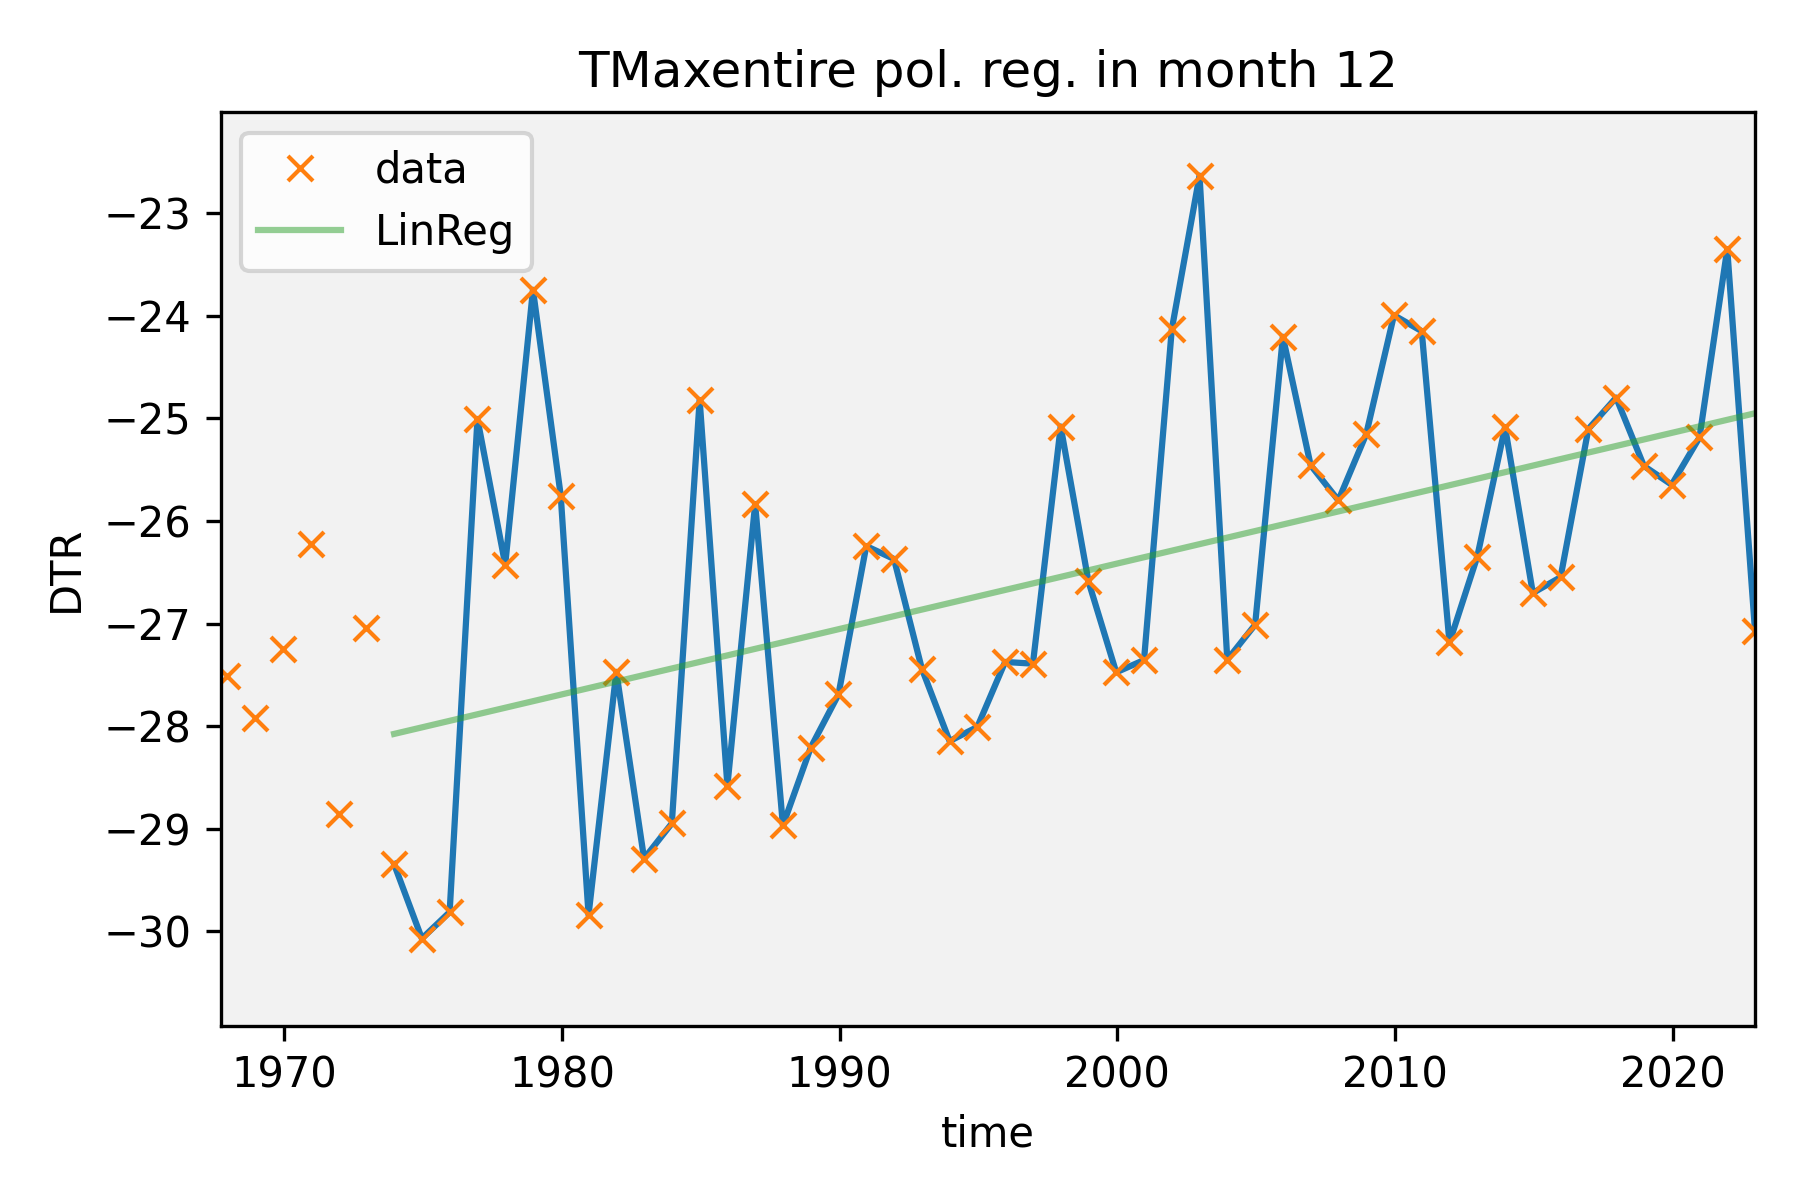 TMaxentire pol. reg. in month 12
data
LinReg
DTR
−23
−24
−25
−26
−27
−28
−29
−30
1970 1980 1990 2000 2010 2020
time